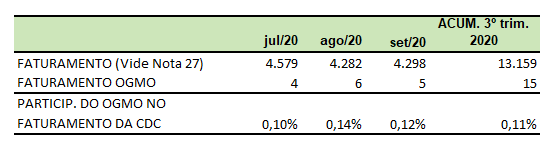 ACUM. 3º trim.
jul/20 ago/20 set/20 2020
FATURAMENTO (Vide Nota 27) 4.579 4.282 4.298 13.159
FATURAMENTO OGMO 4 6 5 15
PARTICIP. DO OGMO NO
FATURAMENTO DA CDC 0,10% 0,14% 0,12% 0,11%